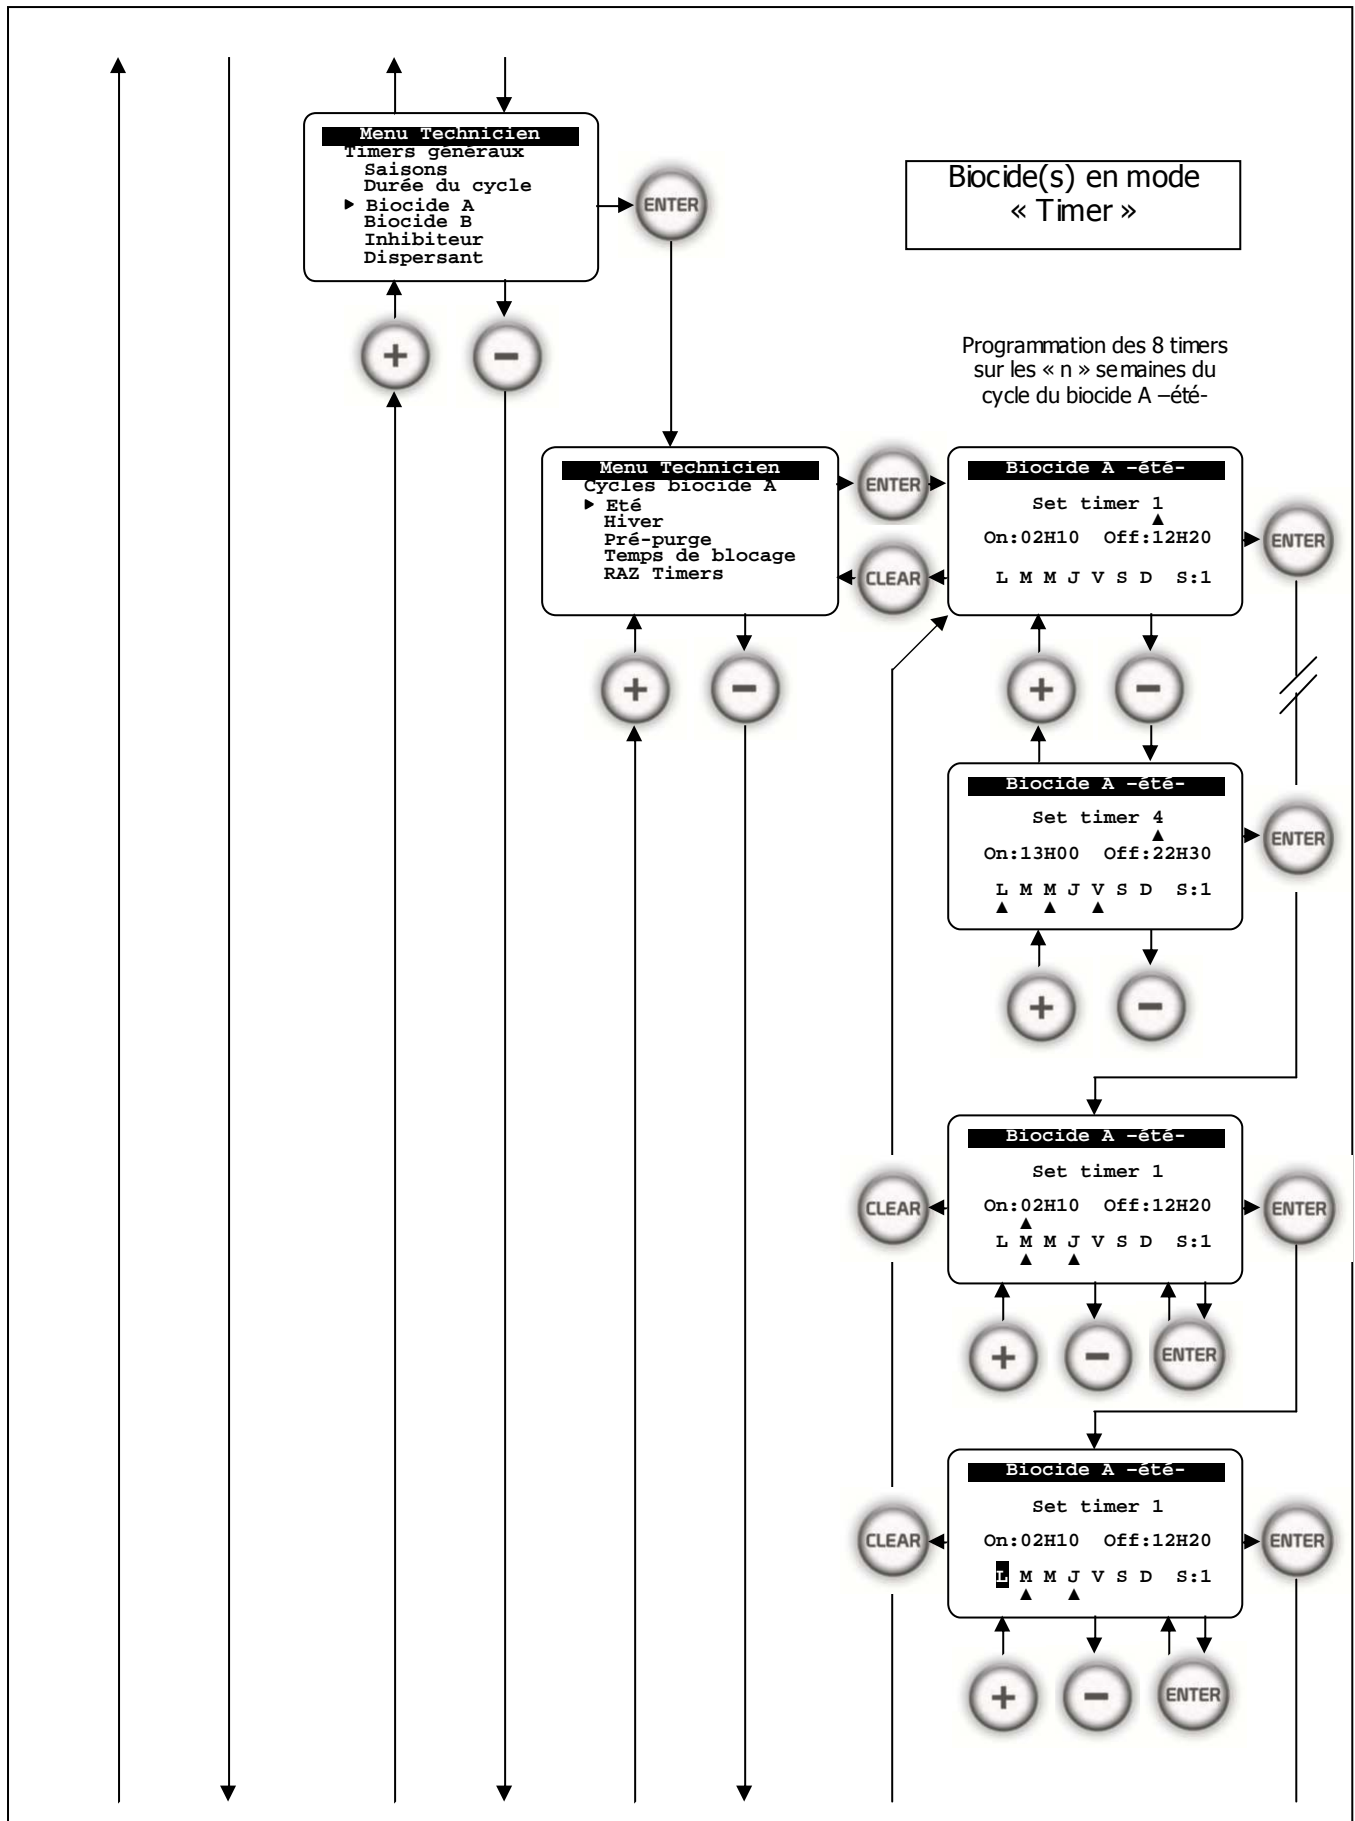 Menu Technicien
Timers généraux
Saisons
Durée du cycle
▶ Biocide A
Biocide B
Inhibiteur
Dispersant
ENTER
Biocide(s) en mode
« Timer »
+
−
Programmation des 8 timers
sur les « n » semaines du
cycle du biocide A –été-
Menu Technicien
Cycles biocide A
▶ Eté
Hiver
Pré-purge
Temps de blocage
RAZ Timers
ENTER
CLEAR
Biocide A –été-
Set timer 1
▲
On:02H10 Off:12H20
L M M J V S D S:1
ENTER
+
−
+
−
Biocide A –été-
Set timer 4
▲
On:13H00 Off:22H30
L M M J V S D S:1
▲ ▲ ▲
ENTER
+
−
Biocide A –été-
Set timer 1
On:02H10 Off:12H20
▲
L M M J V S D S:1
▲ ▲
CLEAR
ENTER
+
−
ENTER
Biocide A –été-
Set timer 1
On:02H10 Off:12H20
L M M J V S D S:1
▲ ▲
CLEAR
ENTER
+
−
ENTER